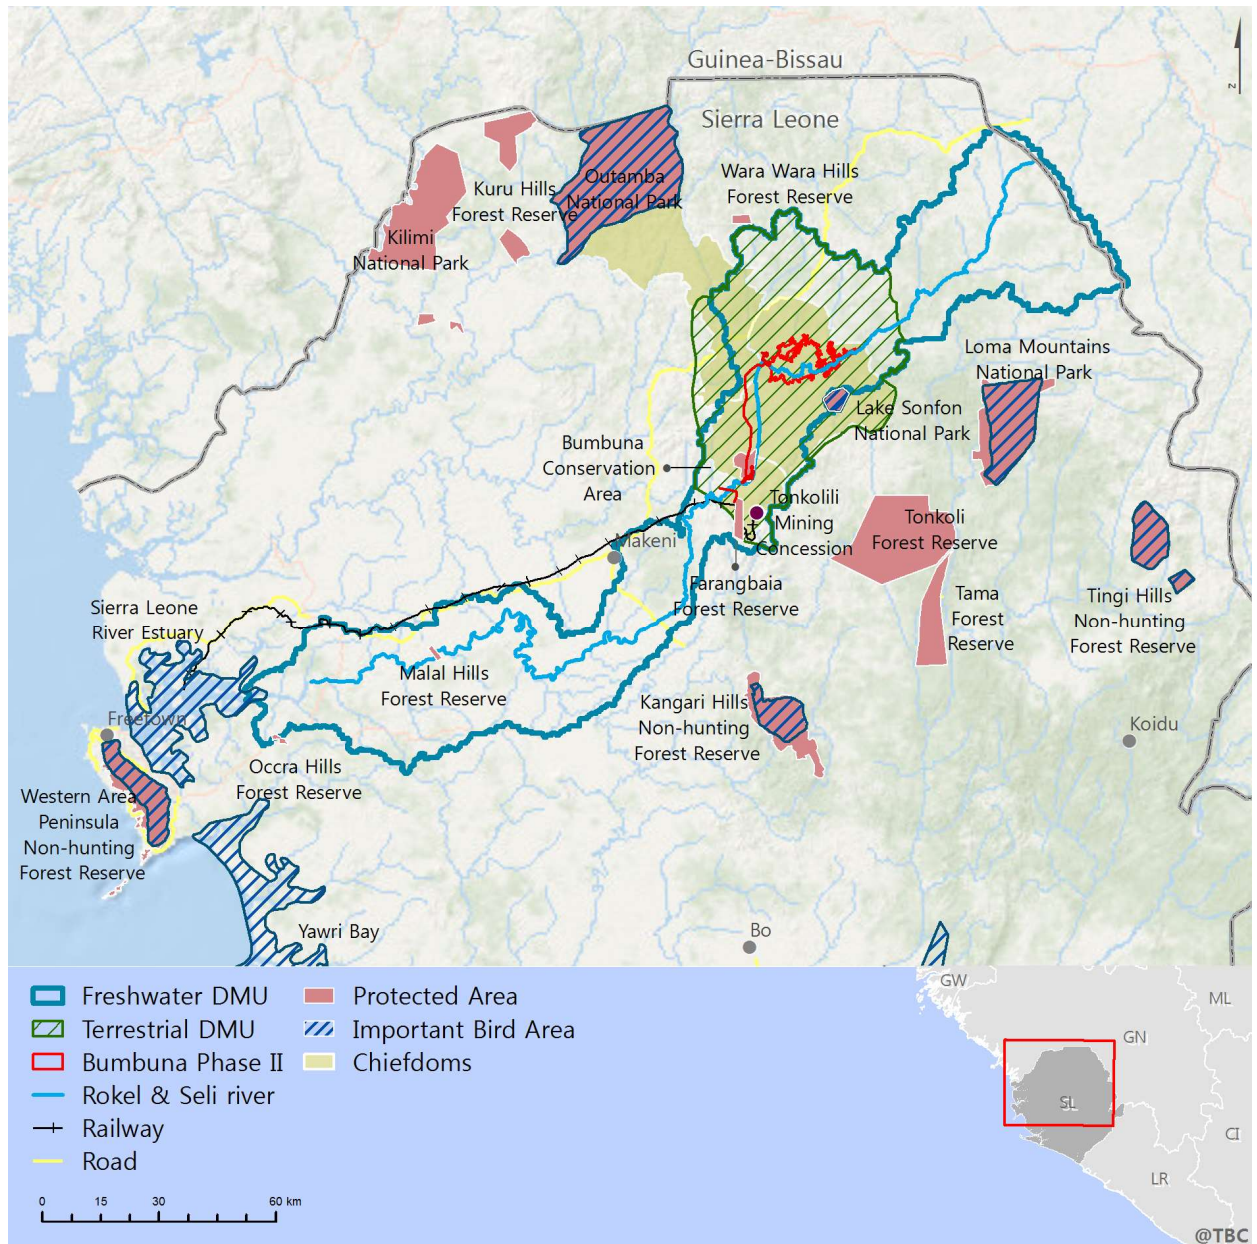 Guinea-Bissau
Sierra Leone
z
Wara Wara Hills
Forest Reserve
Outamba
National Park
Kuru Hills
Forest Reserve
Kilimi
National Park
Loma Mountains
National Park
Lake Sonfon
National Park
Bumbuna
Conservation
Area
Tonkolili
Mining
Concession
Tonkoli
Forest Reserve
Makeni
Farangbaia
Forest Reserve
Tama
Forest
Reserve
Tingi Hills
Non-hunting
Forest Reserve
Sierra Leone
River Estuary
Malal Hills
Forest Reserve
Kangari Hills
Non-hunting
Forest Reserve
Freetown
Koidu
Occra Hills
Forest Reserve
Western Area
Peninsula
Non-hunting
Forest Reserve
Yawri Bay
Bo
Freshwater DMU
Terrestrial DMU
Bumbuna Phase II
Rokel & Seli river
Railway
Road
Protected Area
Important Bird Area
Chiefdoms
0 15 30 60 km
GW
ML
GN
SL
CI
LR
@TBC